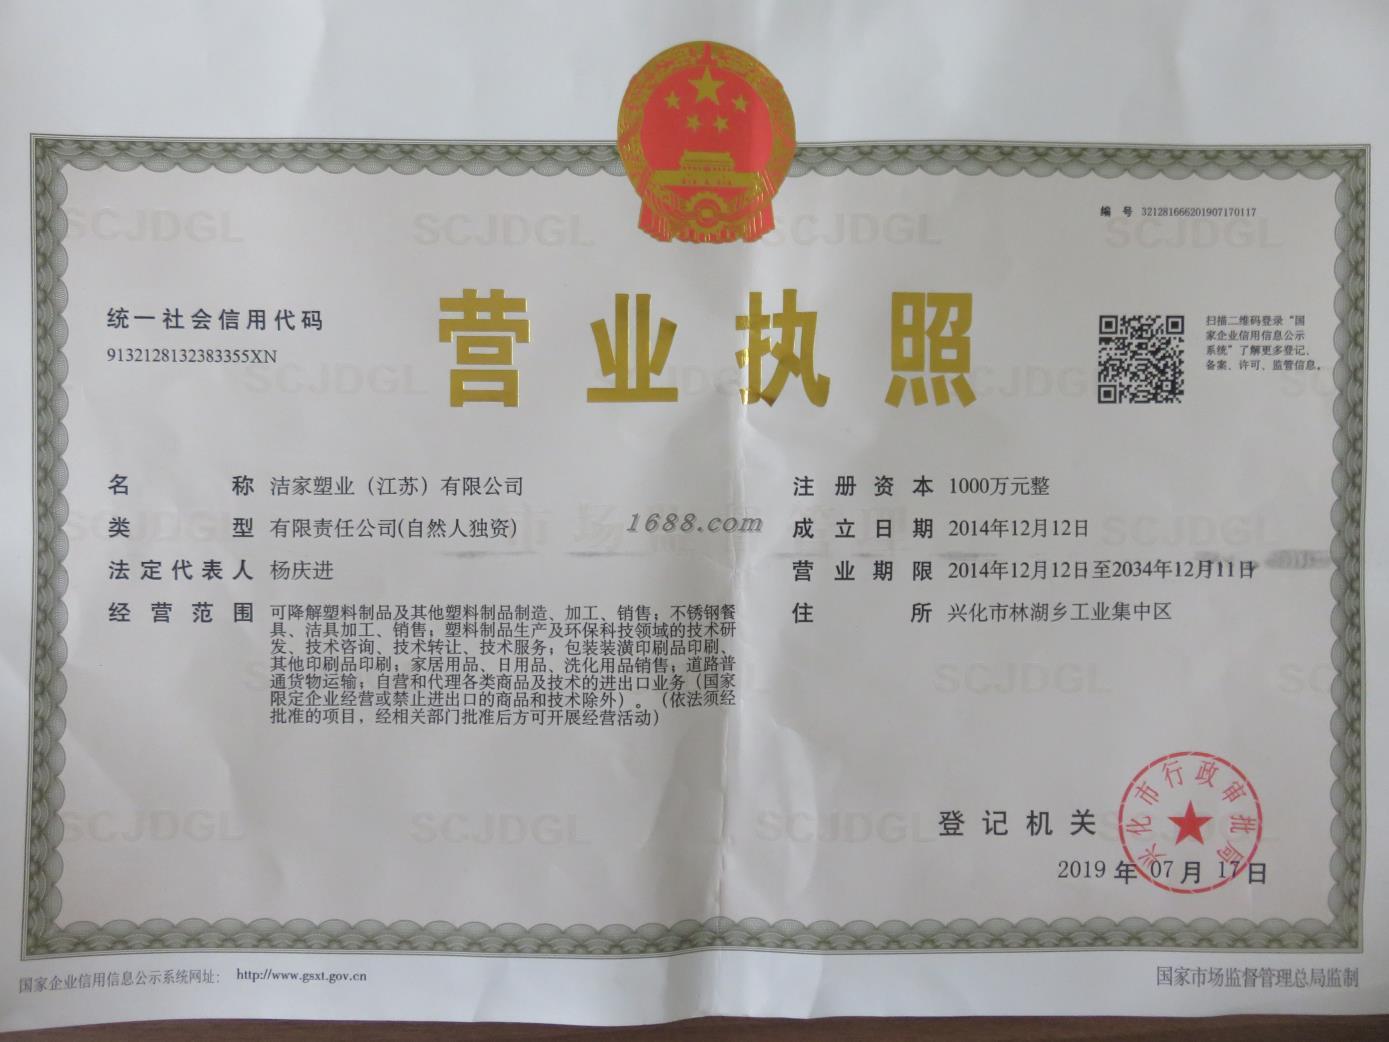 编 号 321281666201907170117
统一社会信用代码
9132128132383355XN
营业执照
扫描二维码登录“国
家企业信用信息公示
系统”了解更多登记、
备案、许可、监管信息。
名 称 洁家塑业（江苏）有限公司
类 型 有限责任公司(自然人独资)
法定代表人 杨庆进
经营范围 可降解塑料制品及其他塑料制品制造、加工、销售；不锈钢餐
具、洁具加工、销售；塑料制品生产及环保科技领域的技术研
发、技术咨询、技术转让、技术服务；包装装潢印刷品印刷、
其他印刷品印刷；家居用品、日用品、洗化用品销售；道路普
通货物运输；自营和代理各类商品及技术的进出口业务（国家
限定企业经营或禁止进出口的商品和技术除外）。（依法须经
批准的项目，经相关部门批准后方可开展经营活动）
注册资本 1000万元整
成立日期 2014年12月12日
营业期限 2014年12月12日至2034年12月11日
住 所 兴化市林湖乡工业集中区
1688.com
SCJDGL
登记机关
兴化市行政审批局
2019 年 07 月 17 日
国家企业信用信息公示系统网址： http://www.gsxt.gov.cn
国家市场监督管理总局监制